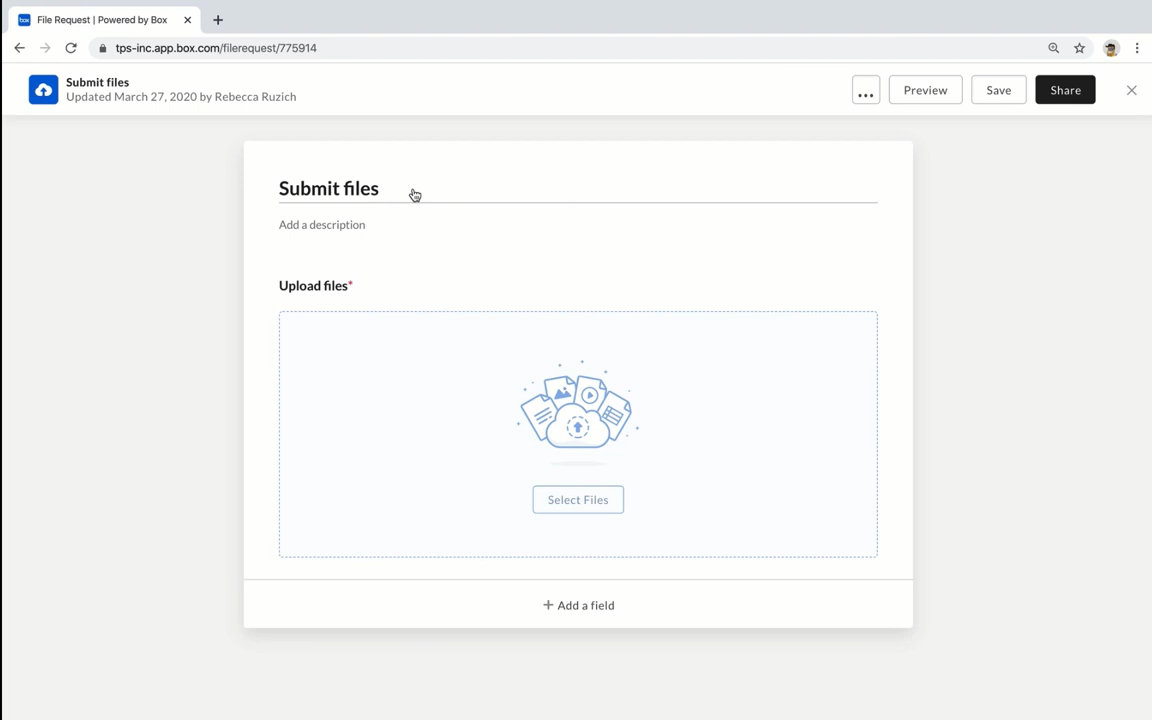 File Request | Powered by Box
tps-inc.app.box.com/filerequest/775914
Submit files
Updated March 27, 2020 by Rebecca Ruzich
...
Preview
Save
Share
Submit files
Add a description
Upload files*
Select Files
+ Add a field